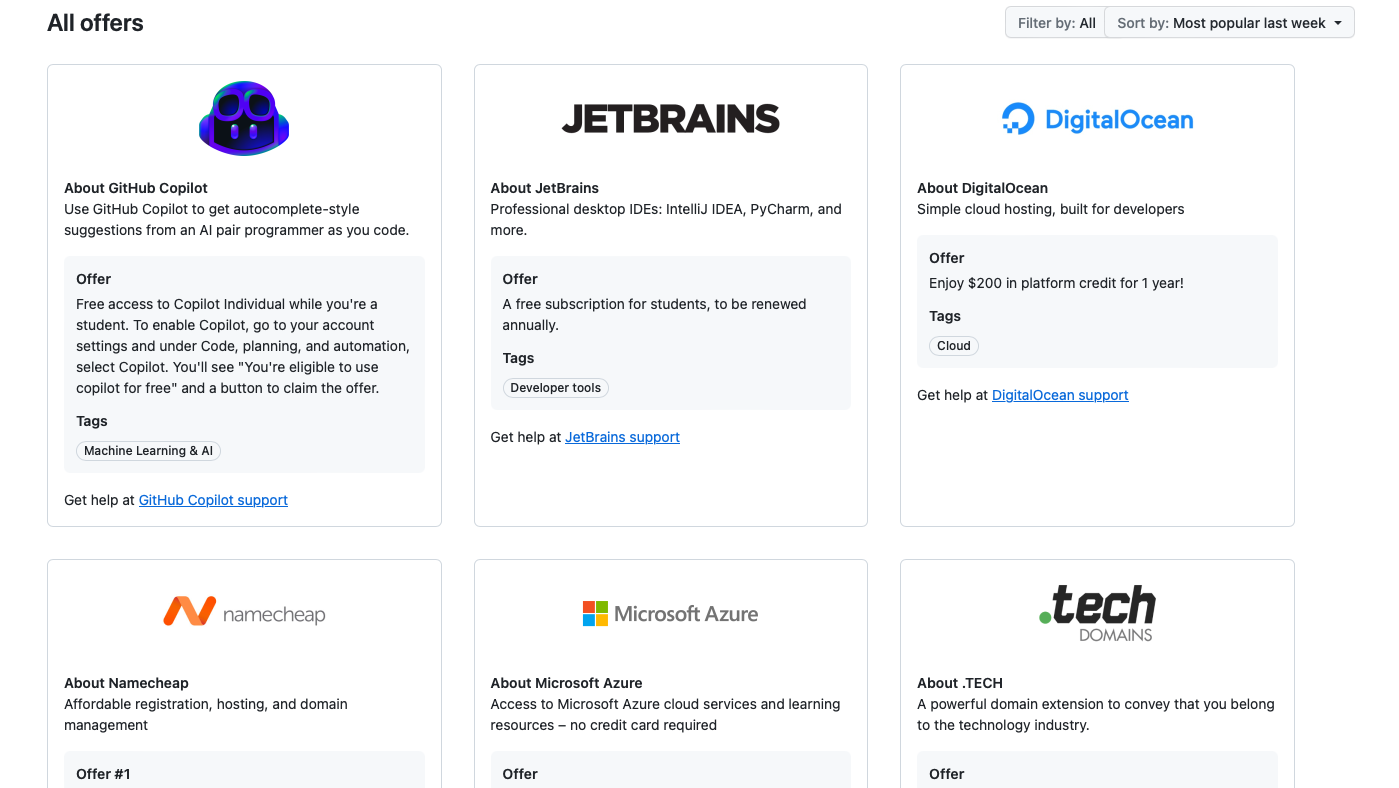 All offers
Filter by: All
Sort by: Most popular last week
JETBRAINS
DigitalOcean
About GitHub Copilot
Use GitHub Copilot to get autocomplete-style
suggestions from an AI pair programmer as you code.
Offer
Free access to Copilot Individual while you're a
student. To enable Copilot, go to your account
settings and under Code, planning, and automation,
select Copilot. You'll see "You're eligible to use
copilot for free" and a button to claim the offer.
Tags
Machine Learning & AI
Get help at GitHub Copilot support
About JetBrains
Professional desktop IDEs: IntelliJ IDEA, PyCharm, and
more.
Offer
A free subscription for students, to be renewed
annually.
Tags
Developer tools
Get help at JetBrains support
About DigitalOcean
Simple cloud hosting, built for developers
Offer
Enjoy $200 in platform credit for 1 year!
Tags
Cloud
Get help at DigitalOcean support
namecheap
About Namecheap
Affordable registration, hosting, and domain
management
Offer #1
Microsoft Azure
About Microsoft Azure
Access to Microsoft Azure cloud services and learning
resources – no credit card required
Offer
.tech
DOMAINS
About .TECH
A powerful domain extension to convey that you belong
to the technology industry.
Offer